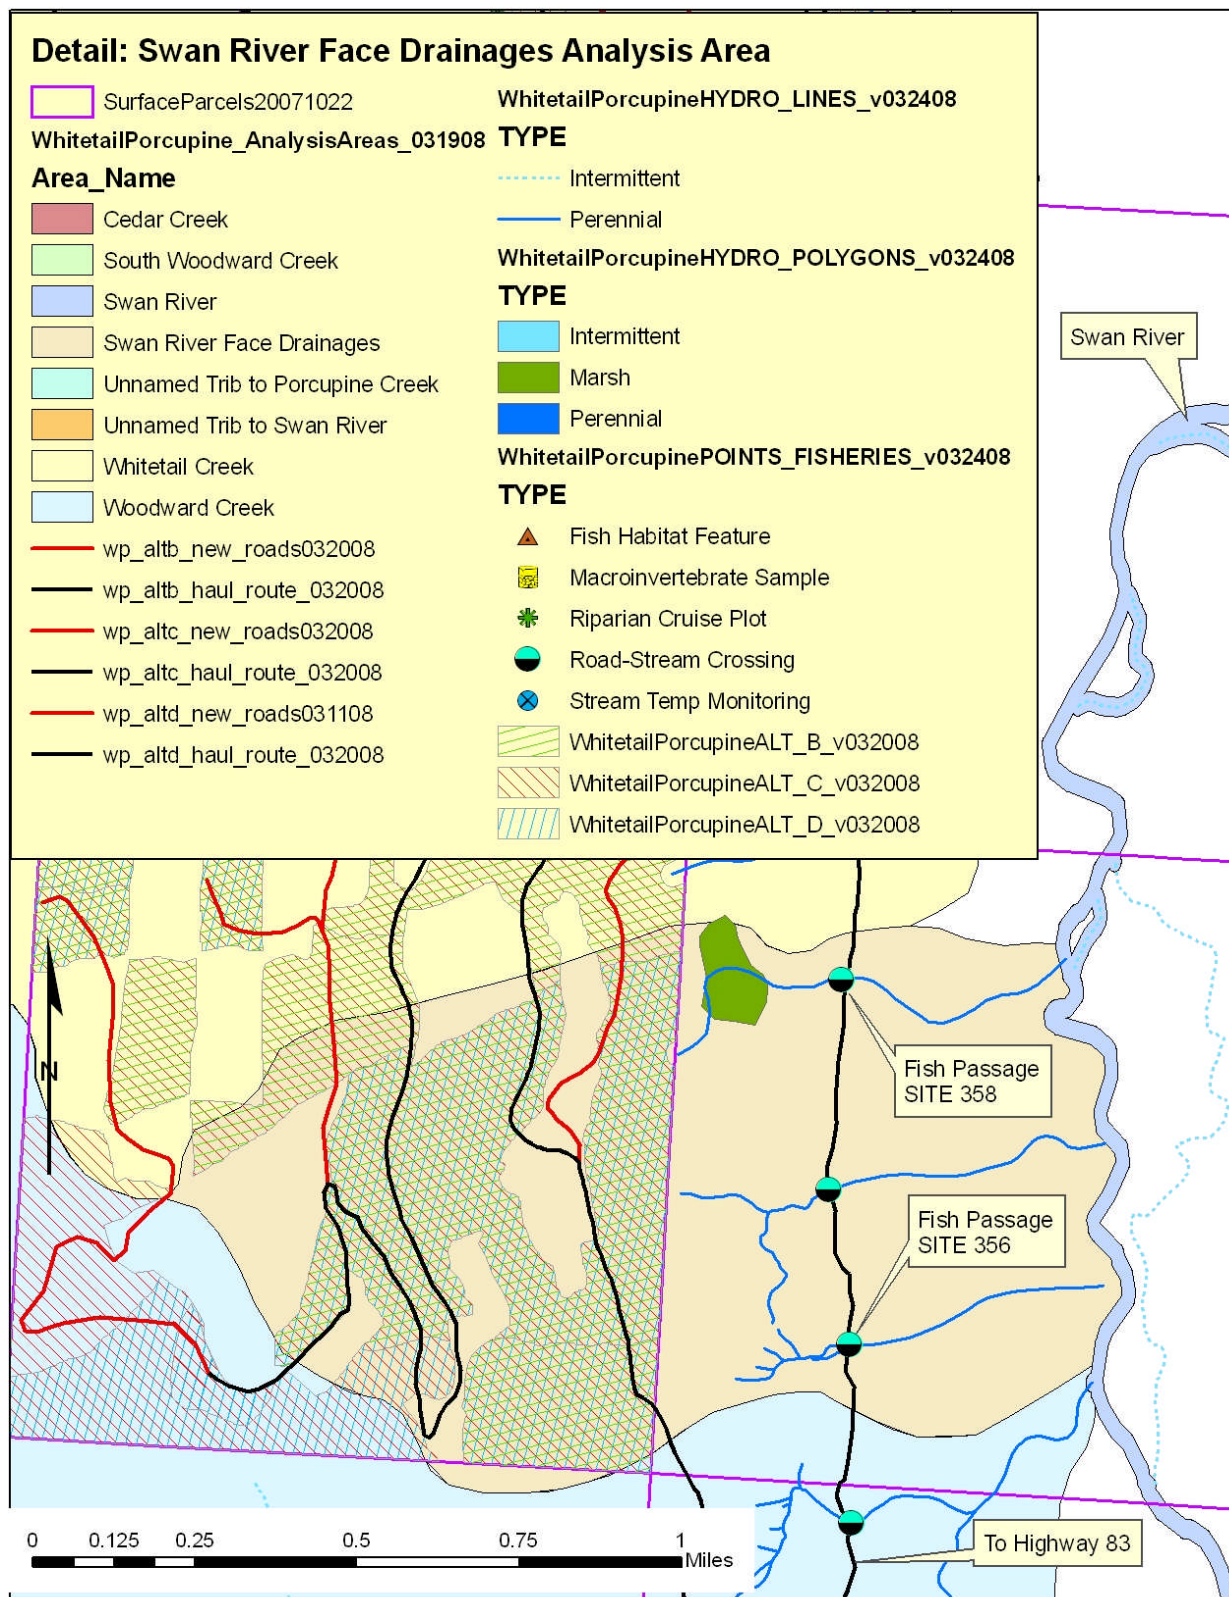 Detail: Swan River Face Drainages Analysis Area
SurfaceParcels20071022
WhitetailPorcupine_AnalysisAreas_031908
Area_Name
Cedar Creek
South Woodward Creek
Swan River
Swan River Face Drainages
Unnamed Trib to Porcupine Creek
Unnamed Trib to Swan River
Whitetail Creek
Woodward Creek
wp_altb_new_roads032008
wp_altb_haul_route_032008
wp_altc_new_roads032008
wp_altc_haul_route_032008
wp_altd_new_roads031108
wp_altd_haul_route_032008
WhitetailPorcupineHYDRO_LINES_v032408
TYPE
Intermittent
Perennial
WhitetailPorcupineHYDRO_POLYGONS_v032408
TYPE
Intermittent
Marsh
Perennial
WhitetailPorcupinePOINTS_FISHERIES_v032408
TYPE
Fish Habitat Feature
Macroinvertebrate Sample
Riparian Cruise Plot
Road-Stream Crossing
Stream Temp Monitoring
WhitetailPorcupineALT_B_v032008
WhitetailPorcupineALT_C_v032008
WhitetailPorcupineALT_D_v032008
Swan River
N
Fish Passage
SITE 358
Fish Passage
SITE 356
To Highway 83
0 0.125 0.25 0.5 0.75 1
Miles